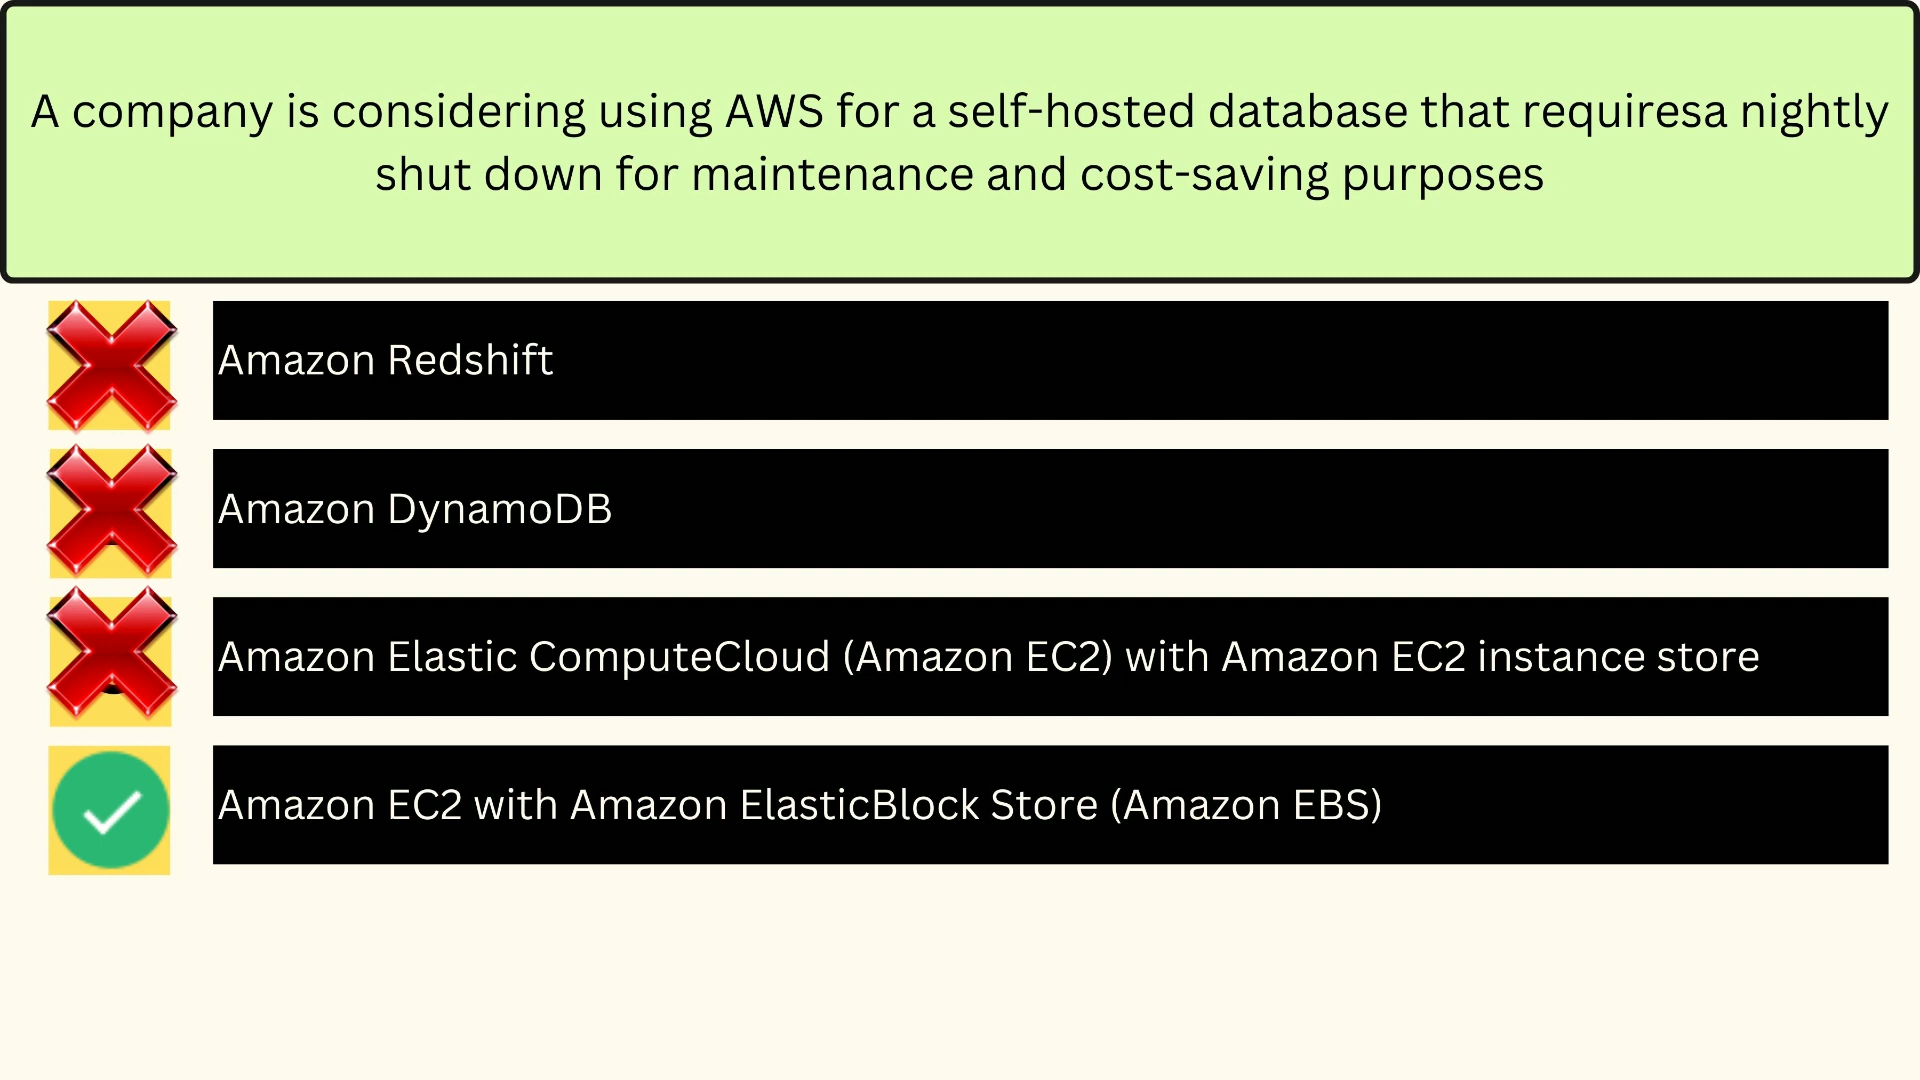 A company is considering using AWS for a self-hosted database that requiresa nightly
shut down for maintenance and cost-saving purposes
Amazon Redshift
Amazon DynamoDB
Amazon Elastic ComputeCloud (Amazon EC2) with Amazon EC2 instance store
Amazon EC2 with Amazon ElasticBlock Store (Amazon EBS)